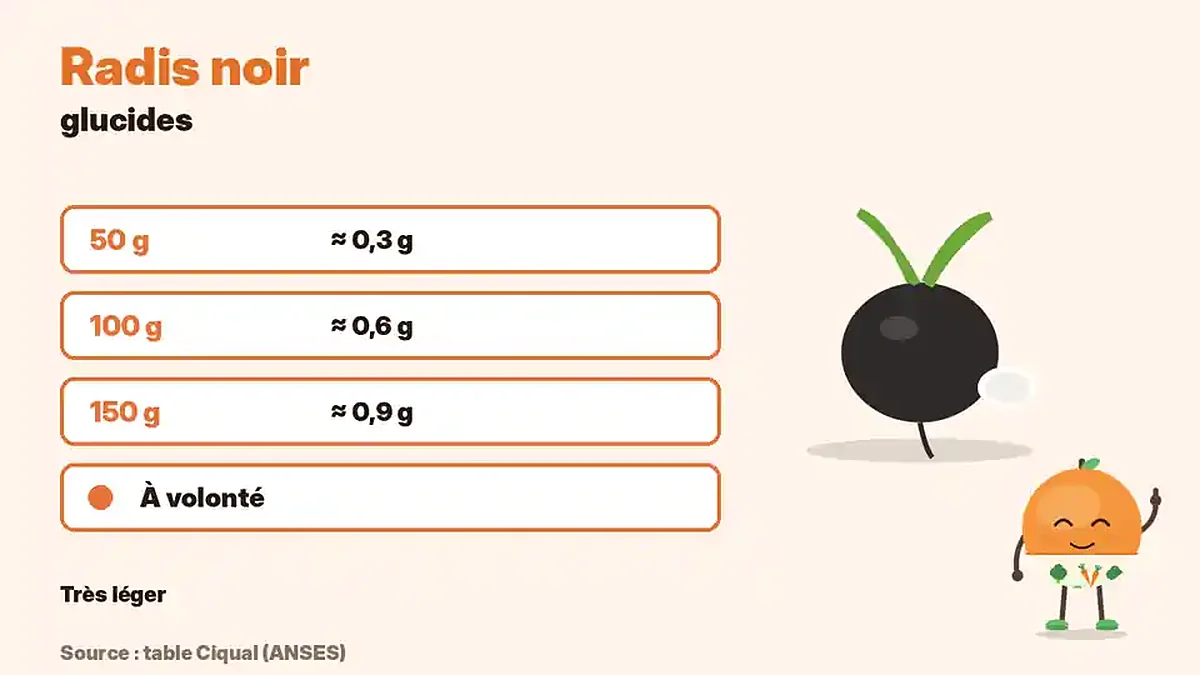 Radis noir
glucides
50 g ≈ 0,3 g
100 g ≈ 0,6 g
150 g ≈ 0,9 g
À volonté
Très léger
Source : table Ciqual (ANSES)